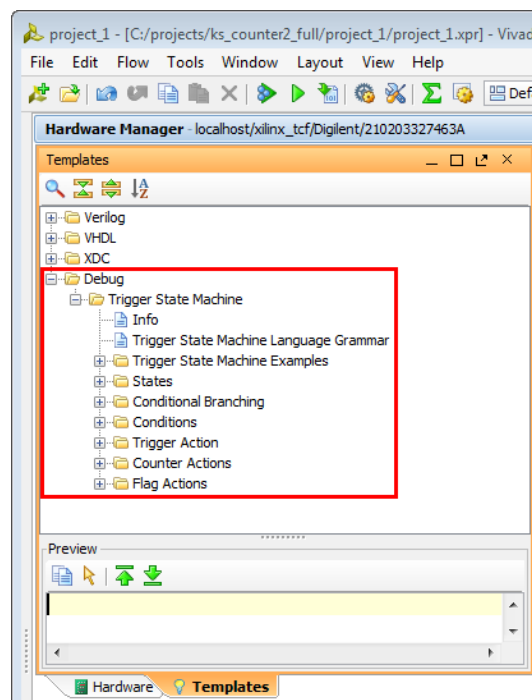 project_1 - [C:/projects/ks_counter2_full/project_1/project_1.xpr] - Vivad
File Edit Flow Tools Window Layout View Help
Def
Hardware Manager - localhost/xilinx_tcf/Digilent/210203327463A
Templates
Verilog
VHDL
XDC
Debug
Trigger State Machine
Info
Trigger State Machine Language Grammar
Trigger State Machine Examples
States
Conditional Branching
Conditions
Trigger Action
Counter Actions
Flag Actions
Preview
Hardware Templates